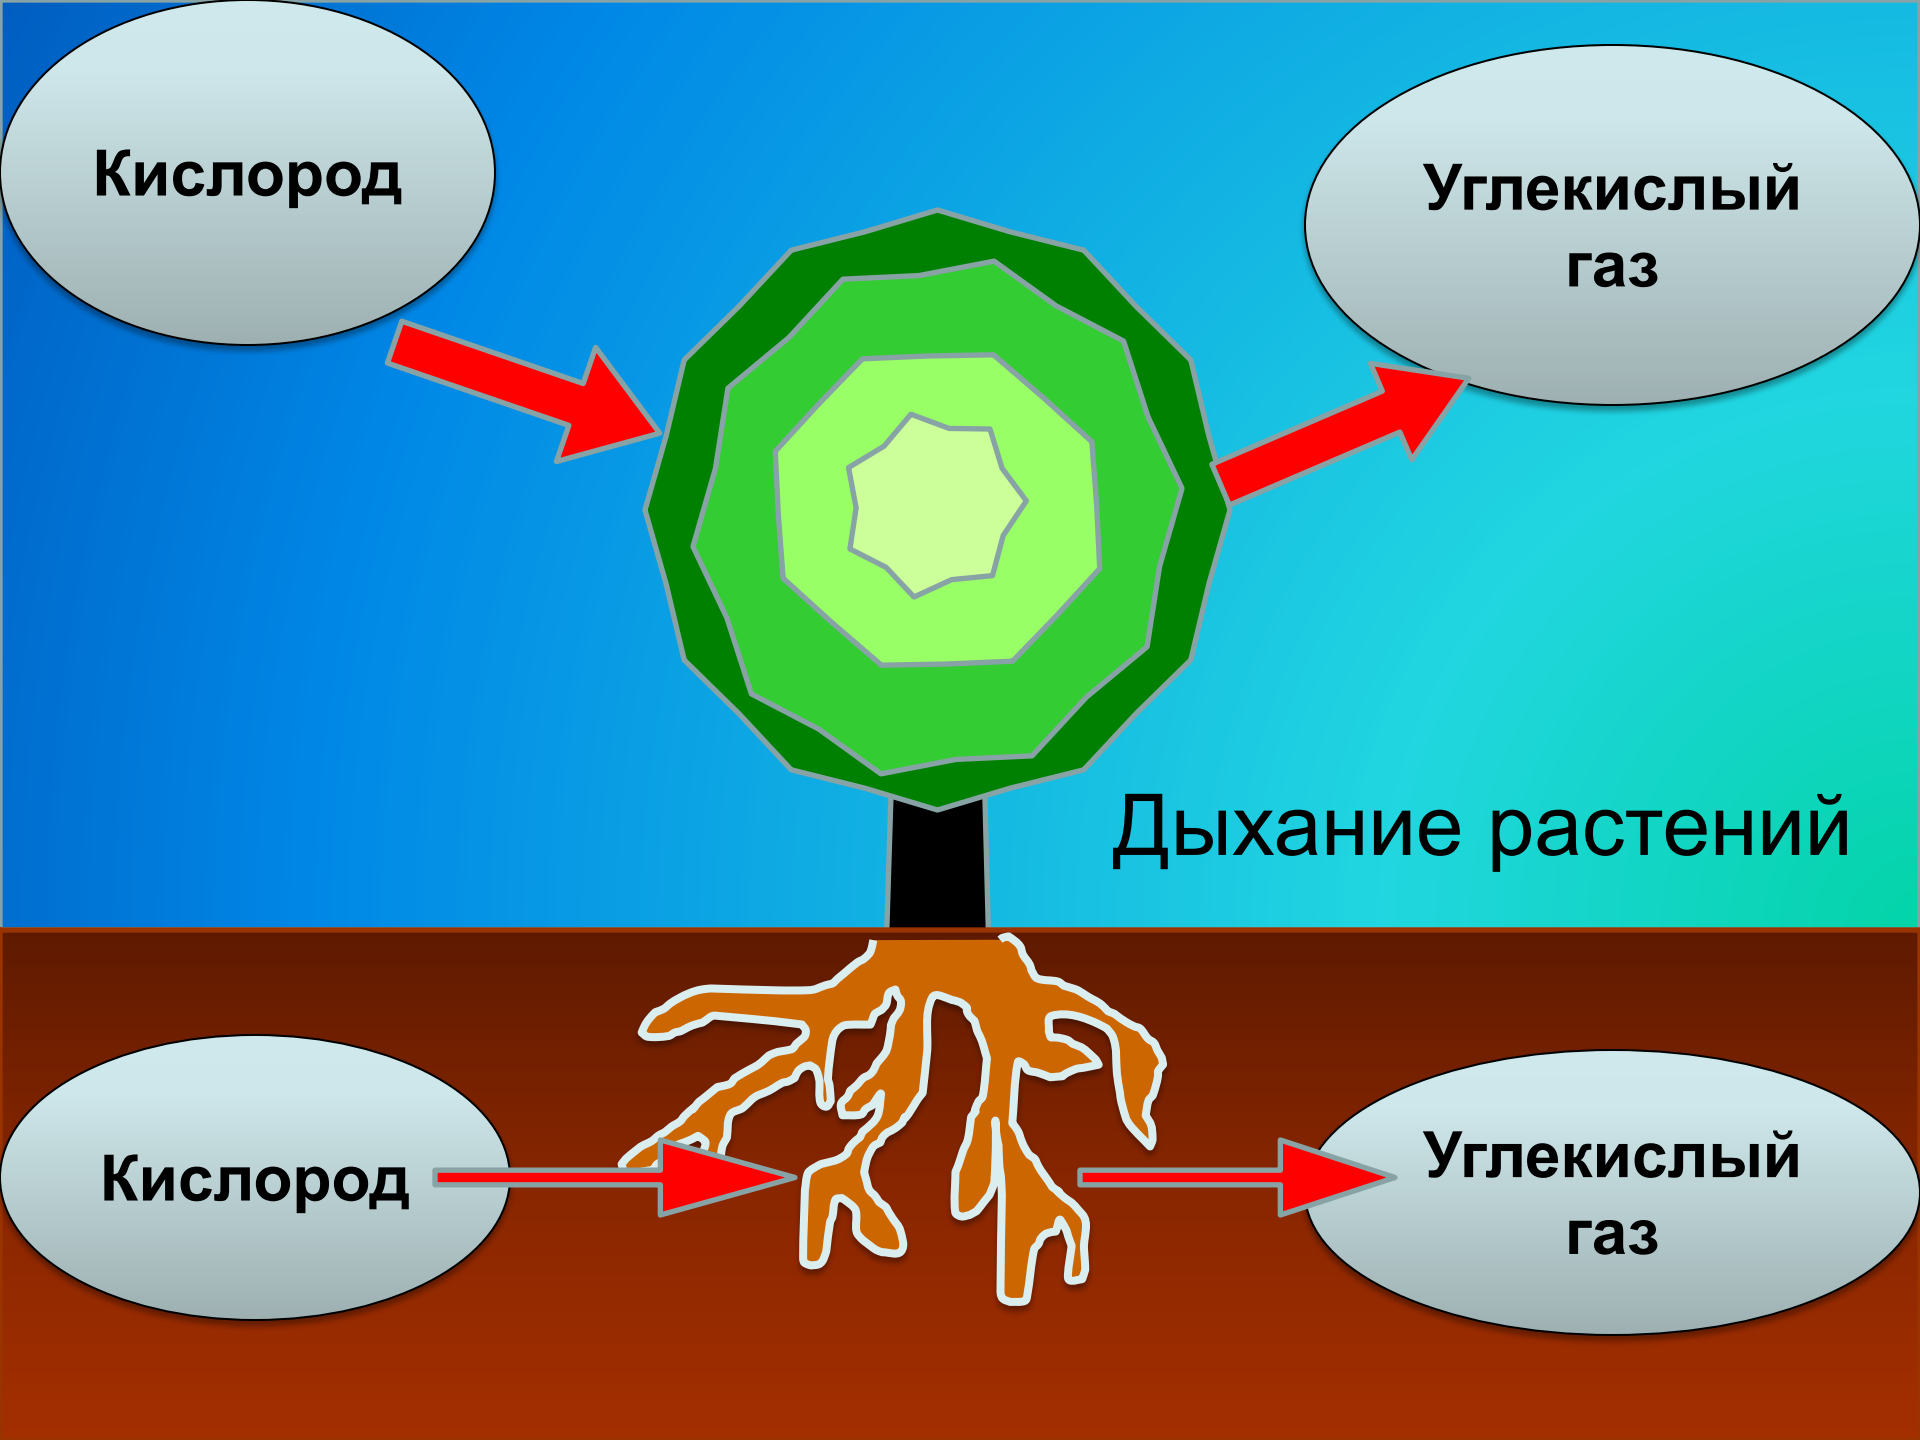 Кислород
Углекислый
газ
Дыхание растений
Кислород
Углекислый
газ